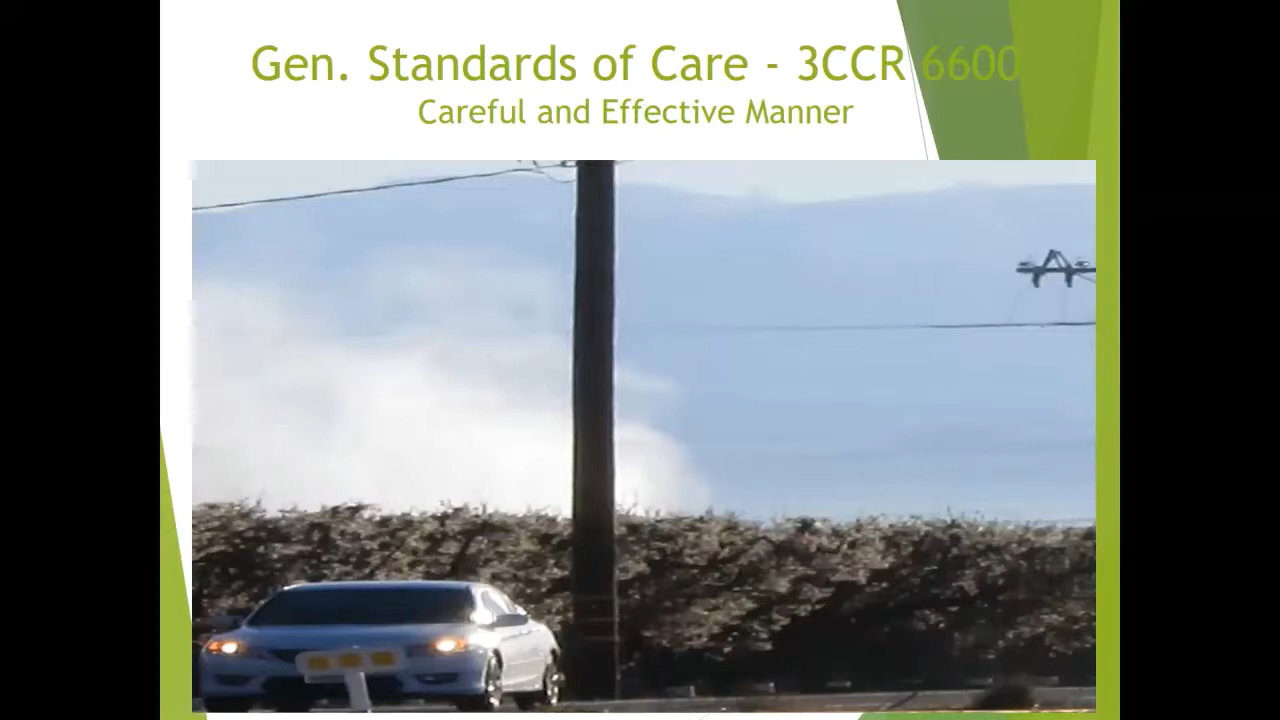 Gen. Standards of Care - 3CCR 6600
Careful and Effective Manner